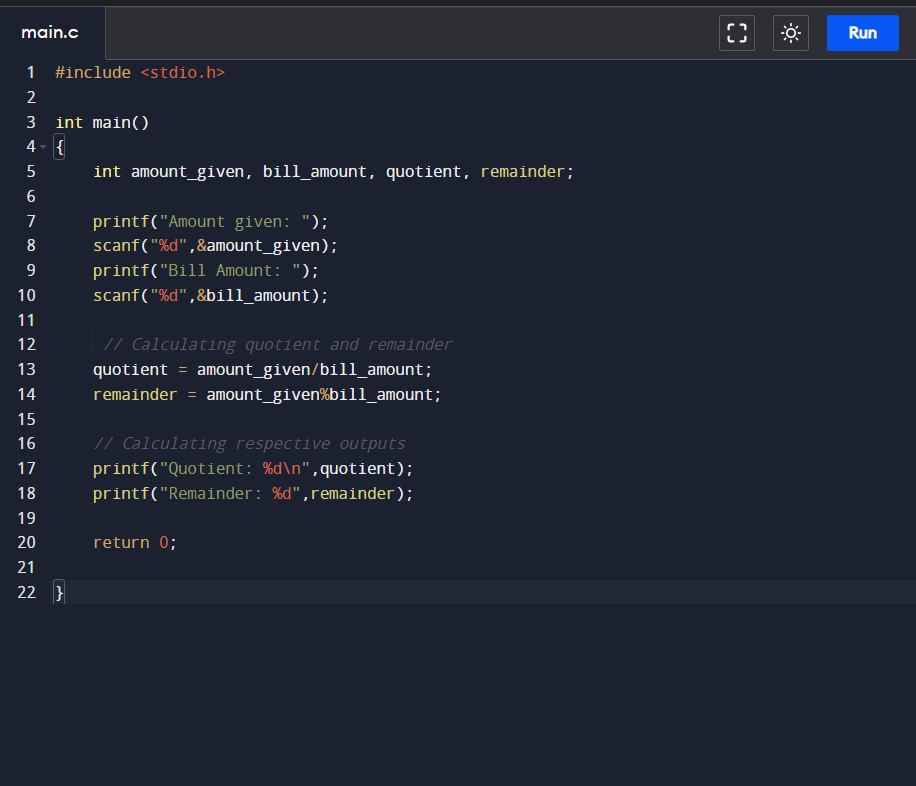 main.c
Run
1 #include <stdio.h>
2
3 int main()
4 {
5     int amount_given, bill_amount, quotient, remainder;
6
7     printf("Amount given: ");
8     scanf("%d",&amount_given);
9     printf("Bill Amount: ");
10     scanf("%d",&bill_amount);
11
12      // Calculating quotient and remainder
13     quotient = amount_given/bill_amount;
14     remainder = amount_given%bill_amount;
15
16     // Calculating respective outputs
17     printf("Quotient: %d\n",quotient);
18     printf("Remainder: %d",remainder);
19
20     return 0;
21
22 }